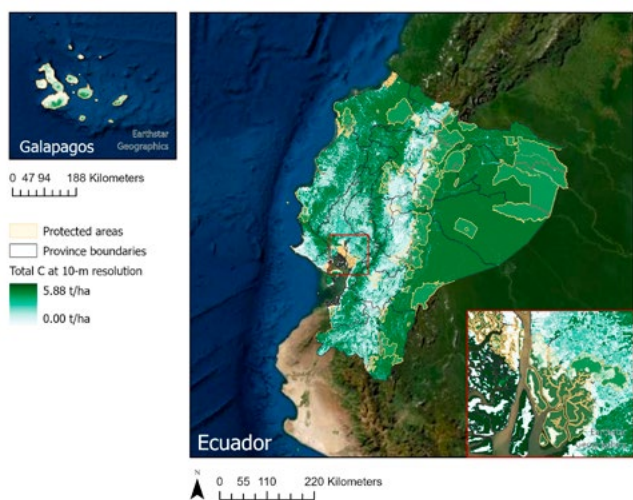 Galapagos
Earthstar
Geographics
0 47 94 188 Kilometers
Protected areas
Province boundaries
Total C at 10-m resolution
5.88 t/ha
0.00 t/ha
Ecuador
Earthstar
N
0 55 110 220 Kilometers